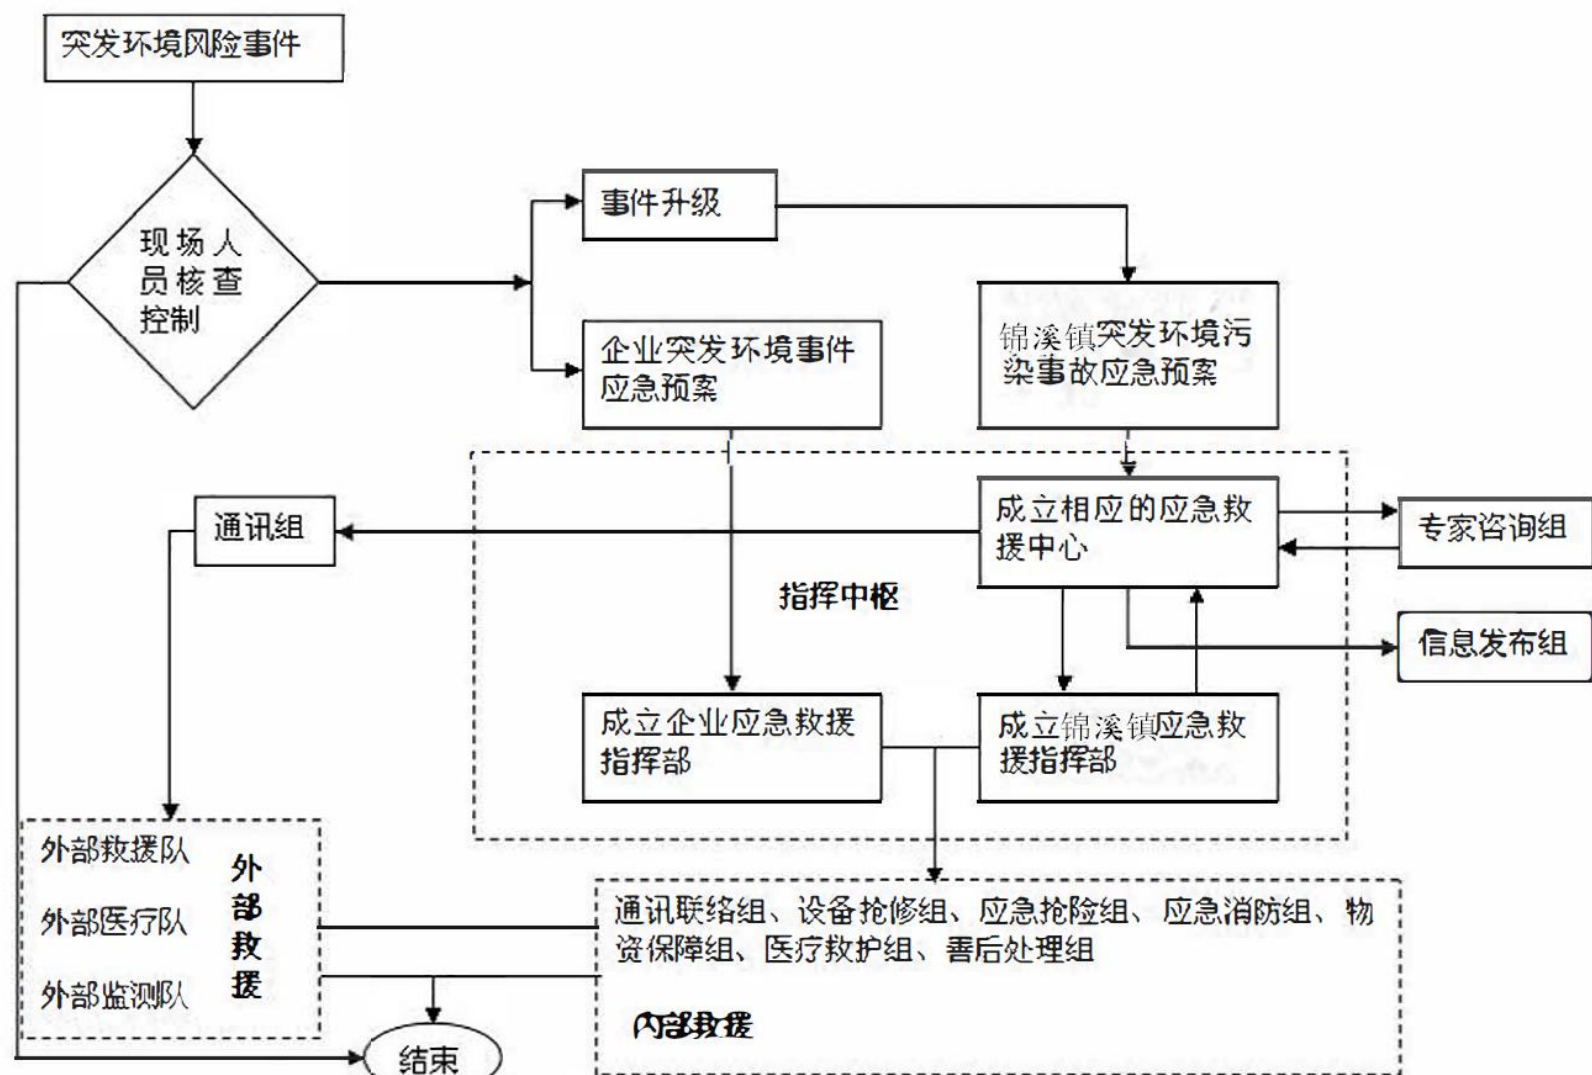 突发环境风险事件
现场人
员核查
控制
事件升级
企业突发环境事件
应急预案
锦溪镇突发环境污
染事故应急预案
通讯组
成立相应的应急救
援中心
专家咨询组
指挥中枢
信息发布组
成立企业应急救援
指挥部
成立锦溪镇应急救
援指挥部
外部救援队
外部医疗队
外部监测队
外
部
救
援
通讯联络组、设备抢修组、应急抢险组、应急消防组、物
资保障组、医疗救护组、善后处理组
内部救援
结束